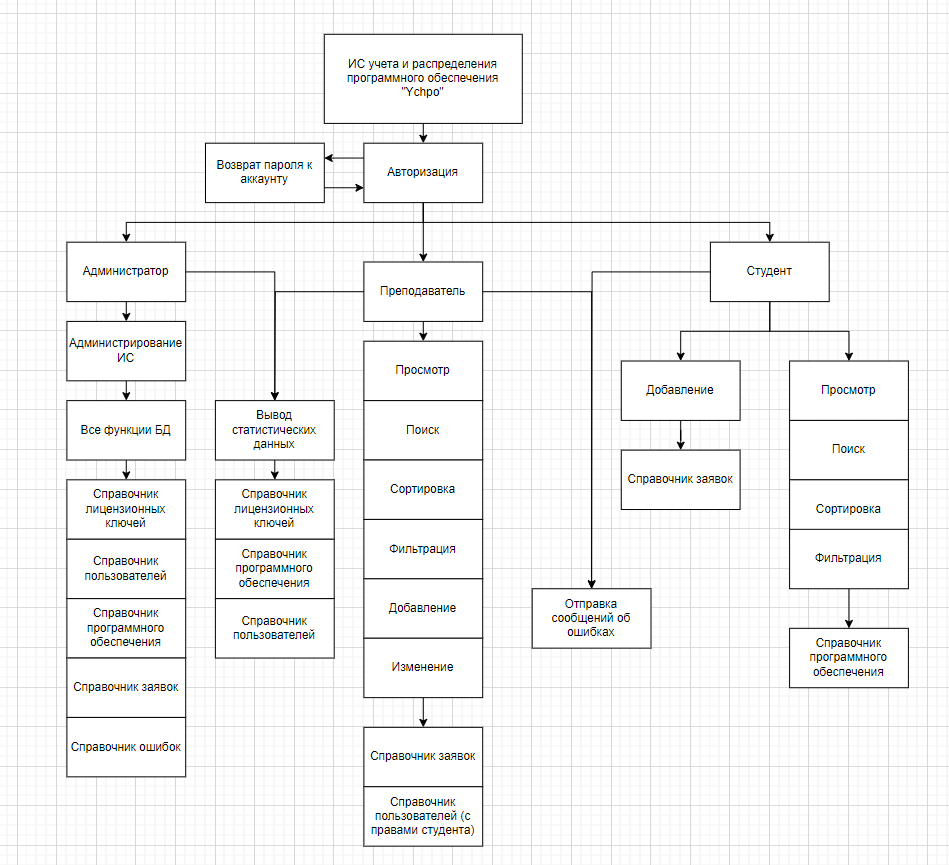 ИС учета и распределения
программного обеспечения
"Ychpo"
Возврат пароля к
аккаунту
Авторизация
Администратор
Преподаватель
Студент
Администрирование
ИС
Все функции БД
Справочник
лицензионных
ключей
Справочник
пользователей
Справочник
программного
обеспечения
Справочник заявок
Справочник ошибок
Вывод
статистических
данных
Справочник
лицензионных
ключей
Справочник
программного
обеспечения
Справочник
пользователей
Просмотр
Поиск
Сортировка
Фильтрация
Добавление
Изменение
Справочник заявок
Справочник
пользователей (с
правами студента)
Отправка
сообщений об
ошибках
Добавление
Справочник заявок
Просмотр
Поиск
Сортировка
Фильтрация
Справочник
программного
обеспечения